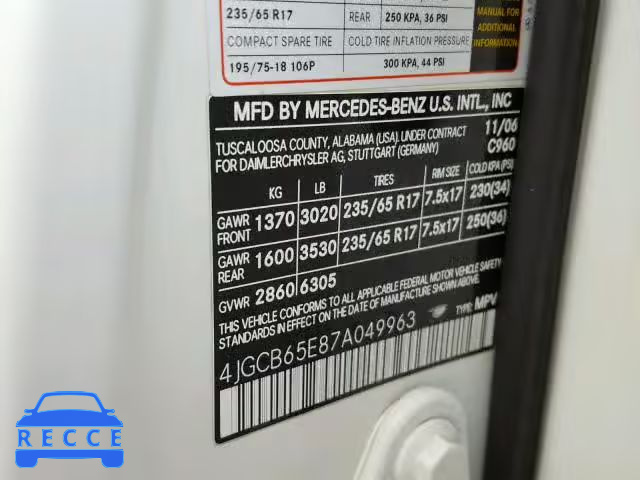 235/65 R17 REAR 250 KPA, 36 PSI
COMPACT SPARE TIRE COLD TIRE INFLATION PRESSURE
195/75-18 106P 300 KPA, 44 PSI
MANUAL FOR
ADDITIONAL
INFORMATION
MFD BY MERCEDES-BENZ U.S. INTL., INC
TUSCALOOSA COUNTY, ALABAMA (USA), UNDER CONTRACT 11/06
FOR DAIMLERCHRYSLER AG, STUTTGART (GERMANY) C960
KG LB TIRES RIM SIZE COLD KPA (PSI)
GAWR FRONT 1370 3020 235/65 R17 7.5x17 230(34)
GAWR REAR 1600 3530 235/65 R17 7.5x17 250(36)
GVWR 2860 6305
THIS VEHICLE CONFORMS TO ALL APPLICABLE FEDERAL MOTOR VEHICLE SAFETY
IN EFFECT ON THE DATE OF MANUFACTURE SHOWN ABOVE. TYPE MPV
4JGCB65E87A049963
RECCE